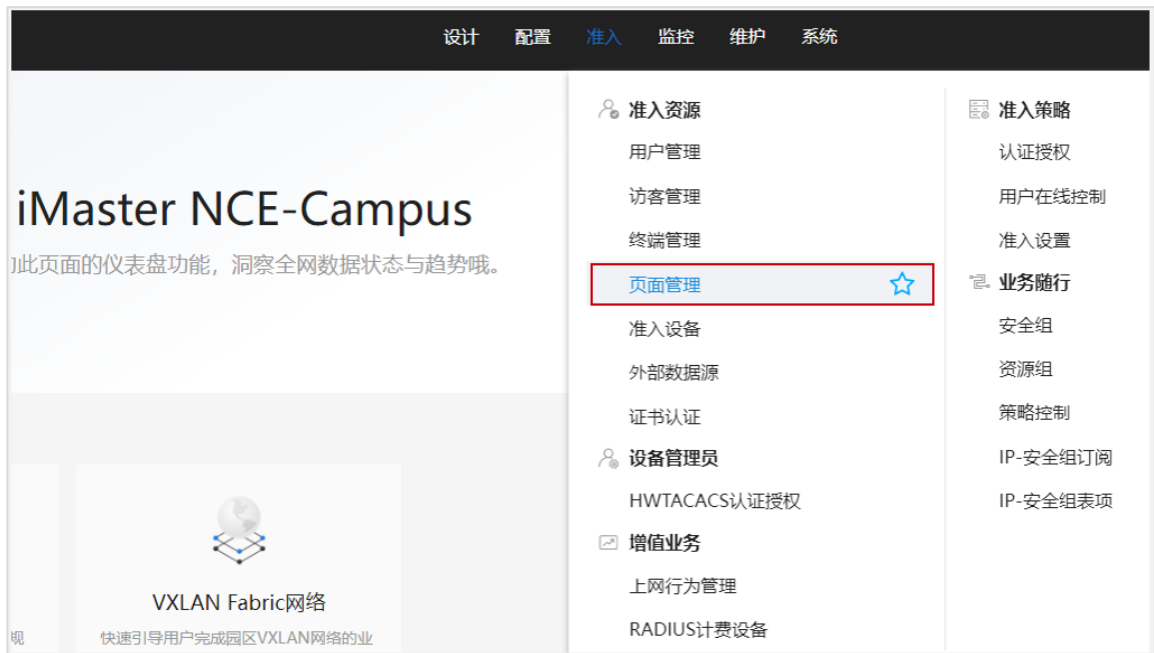 设计 配置 准入 监控 维护 系统
iMaster NCE-Campus
此页面的仪表盘功能，洞察全网数据状态与趋势哦。
准入资源
用户管理
访客管理
终端管理
页面管理
准入设备
外部数据源
证书认证
设备管理员
HWTACACS认证授权
增值业务
上网行为管理
RADIUS计费设备
准入策略
认证授权
用户在线控制
准入设置
业务随行
安全组
资源组
策略控制
IP-安全组订阅
IP-安全组表项
规
VXLAN Fabric网络
快速引导用户完成园区VXLAN网络的业